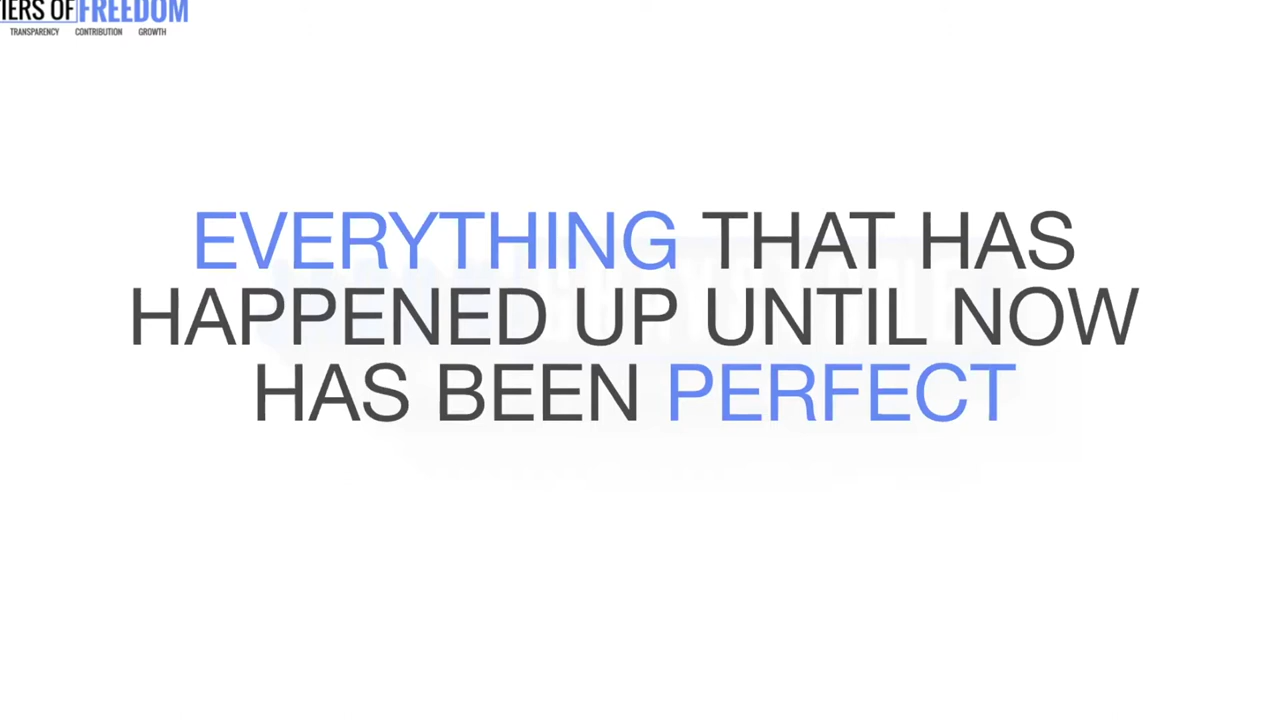 IERS OF FREEDOM
TRANSPARENCY CONTRIBUTION GROWTH
EVERYTHING THAT HAS
HAPPENED UP UNTIL NOW
HAS BEEN PERFECT